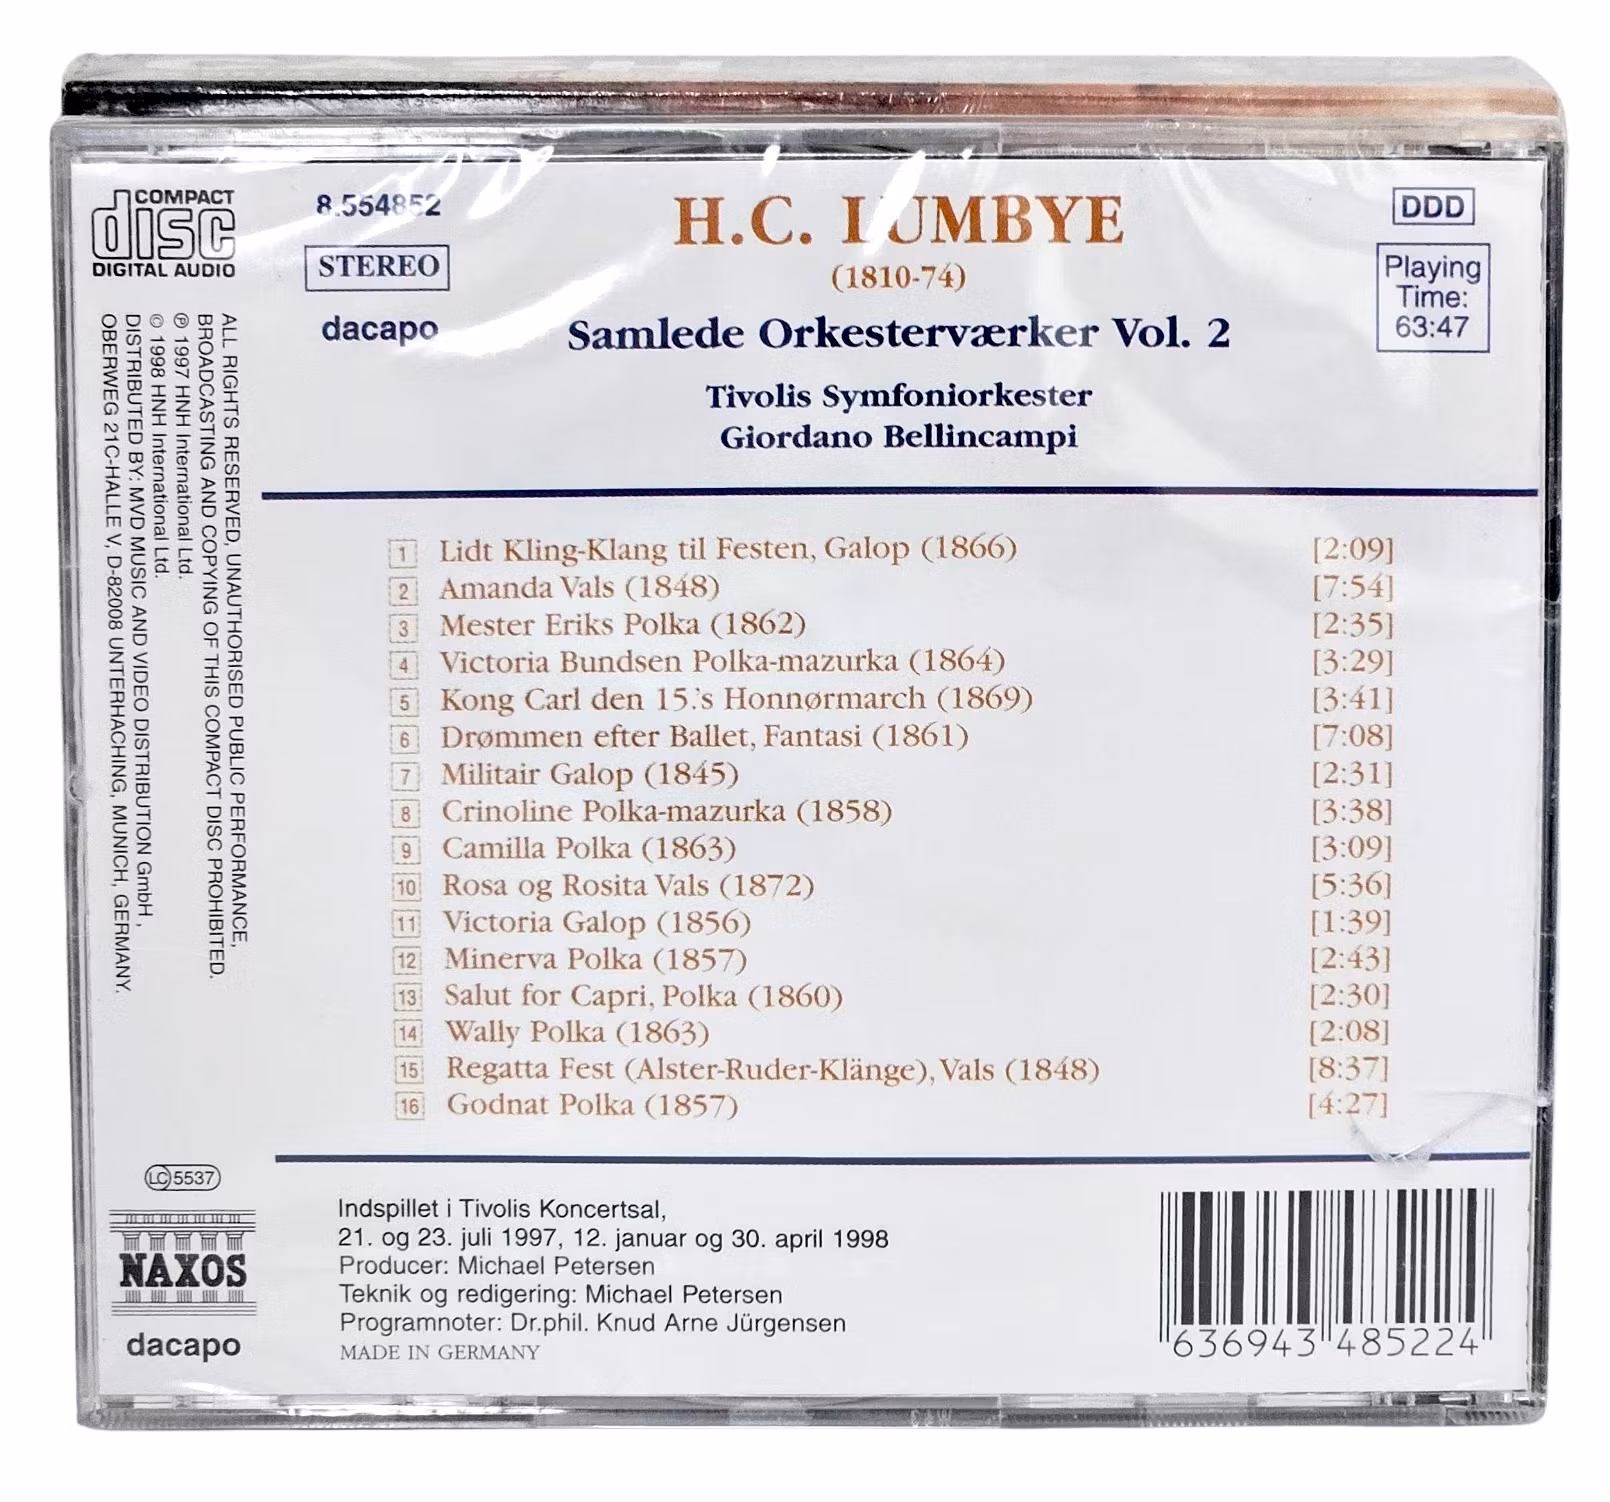 COMPACT
disc
DIGITAL AUDIO
8.554852
STEREO
dacapo
H.C. LUMBYE
(1810-74)
Samlede Orkesterværker Vol. 2
Tivolis Symfoniorkester
Giordano Bellincampi
DDD
Playing
Time:
63:47
ALL RIGHTS RESERVED, UNAUTHORISED PUBLIC PERFORMANCE,
BROADCASTING AND COPYING OF THIS COMPACT DISC PROHIBITED.
℗ 1997 HNH International Ltd.
© 1998 HNH International Ltd.
DISTRIBUTED BY: MVD MUSIC AND VIDEO DISTRIBUTION GmbH,
OBERWEG 21C-HALLE V, D-82008 UNTERHACHING, MUNICH, GERMANY.
1 Lidt Kling-Klang til Festen, Galop (1866) [2:09]
2 Amanda Vals (1848) [7:54]
3 Mester Eriks Polka (1862) [2:35]
4 Victoria Bundsen Polka-mazurka (1864) [3:29]
5 Kong Carl den 15.'s Honnørmarch (1869) [3:41]
6 Drømmen efter Ballet, Fantasi (1861) [7:08]
7 Militair Galop (1845) [2:31]
8 Crinoline Polka-mazurka (1858) [3:38]
9 Camilla Polka (1863) [3:09]
10 Rosa og Rosita Vals (1872) [5:36]
11 Victoria Galop (1856) [1:39]
12 Minerva Polka (1857) [2:43]
13 Salut for Capri, Polka (1860) [2:30]
14 Wally Polka (1863) [2:08]
15 Regatta Fest (Alster-Ruder-Klänge), Vals (1848) [8:37]
16 Godnat Polka (1857) [4:27]
LC 5537
NAXOS
dacapo
Indspillet i Tivolis Koncertsal,
21. og 23. juli 1997, 12. januar og 30. april 1998
Producer: Michael Petersen
Teknik og redigering: Michael Petersen
Programnoter: Dr.phil. Knud Arne Jürgensen
MADE IN GERMANY
636943 485224